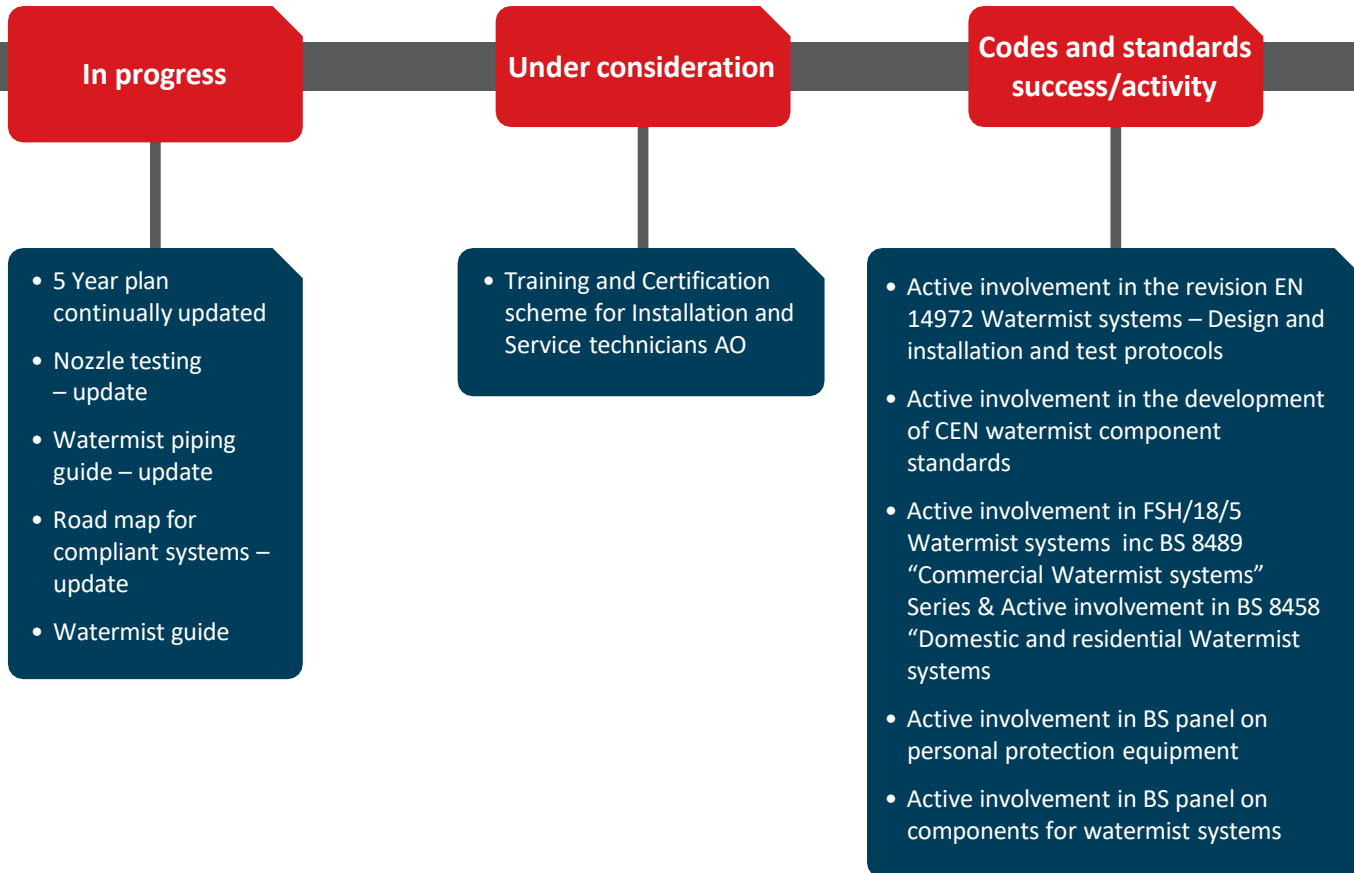 In progress
• 5 Year plan
continually updated
• Nozzle testing
– update
• Watermist piping
guide – update
• Road map for
compliant systems –
update
• Watermist guide
Under consideration
• Training and Certification
scheme for Installation and
Service technicians AO
Codes and standards
success/activity
• Active involvement in the revision EN
14972 Watermist systems – Design and
installation and test protocols
• Active involvement in the development
of CEN watermist component
standards
• Active involvement in FSH/18/5
Watermist systems inc BS 8489
“Commercial Watermist systems”
Series & Active involvement in BS 8458
“Domestic and residential Watermist
systems
• Active involvement in BS panel on
personal protection equipment
• Active involvement in BS panel on
components for watermist systems